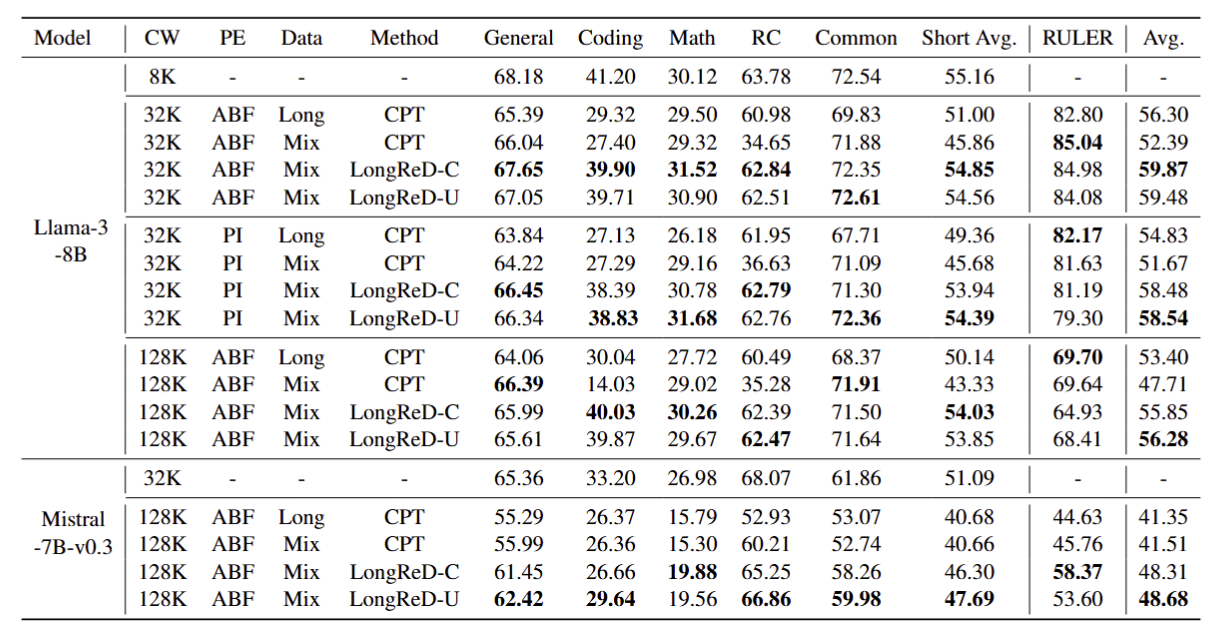 Model CW PE Data Method General Coding Math RC Common Short Avg. RULER Avg.
8K - - - 68.18 41.20 30.12 63.78 72.54 55.16 - -
32K ABF Long CPT 65.39 29.32 29.50 60.98 69.83 51.00 82.80 56.30
32K ABF Mix CPT 66.04 27.40 29.32 34.65 71.88 45.86 85.04 52.39
32K ABF Mix LongReD-C 67.65 39.90 31.52 62.84 72.35 54.85 84.98 59.87
32K ABF Mix LongReD-U 67.05 39.71 30.90 62.51 72.61 54.56 84.08 59.48
Llama-3
-8B
32K PI Long CPT 63.84 27.13 26.18 61.95 67.71 49.36 82.17 54.83
32K PI Mix CPT 64.22 27.29 29.16 36.63 71.09 45.68 81.63 51.67
32K PI Mix LongReD-C 66.45 38.39 30.78 62.79 71.30 53.94 81.19 58.48
32K PI Mix LongReD-U 66.34 38.83 31.68 62.76 72.36 54.39 79.30 58.54
128K ABF Long CPT 64.06 30.04 27.72 60.49 68.37 50.14 69.70 53.40
128K ABF Mix CPT 66.39 14.03 29.02 35.28 71.91 43.33 69.64 47.71
128K ABF Mix LongReD-C 65.99 40.03 30.26 62.39 71.50 54.03 64.93 55.85
128K ABF Mix LongReD-U 65.61 39.87 29.67 62.47 71.64 53.85 68.41 56.28
32K - - - 65.36 33.20 26.98 68.07 61.86 51.09 - -
Mistral
-7B-v0.3
128K ABF Long CPT 55.29 26.37 15.79 52.93 53.07 40.68 44.63 41.35
128K ABF Mix CPT 55.99 26.36 15.30 60.21 52.74 40.66 45.76 41.51
128K ABF Mix LongReD-C 61.45 26.66 19.88 65.25 58.26 46.30 58.37 48.31
128K ABF Mix LongReD-U 62.42 29.64 19.56 66.86 59.98 47.69 53.60 48.68